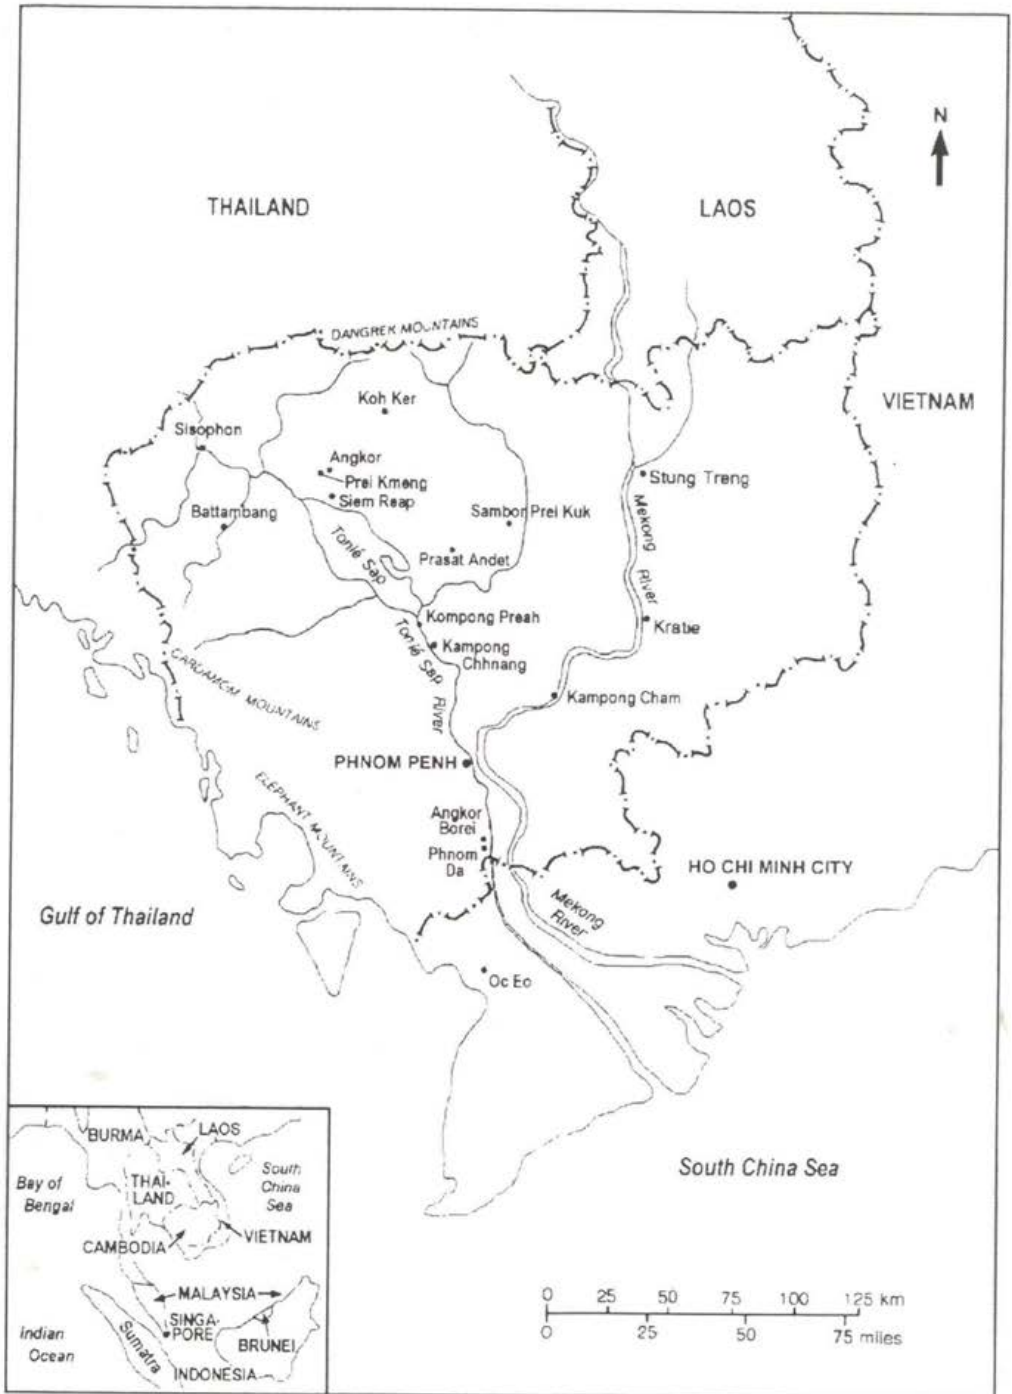 N
THAILAND
LAOS
DANGREK MOUNTAINS
VIETNAM
Koh Ker
Sisophon
Angkor
Prei Kmeng
Siem Reap
Stung Treng
Battambang
Sambor Prei Kuk
Mekong
River
Tonlé Sap
Prasat Andet
Kompong Preah
Kratie
Kampong
Chhnang
Tonlé Sap
River
CARDAMOM MOUNTAINS
Kampong Cham
PHNOM PENH
ELEPHANT MOUNTAINS
Angkor
Borei
Phnom
Da
HO CHI MINH CITY
Mekong
River
Gulf of Thailand
Oc Eo
South China Sea
BURMA
LAOS
Bay of
Bengal
THAI-
LAND
South
China
Sea
CAMBODIA
VIETNAM
MALAYSIA
SINGA-
PORE
BRUNEI
Indian
Ocean
Sumatra
INDONESIA
0 25 50 75 100 125 km
0 25 50 75 miles